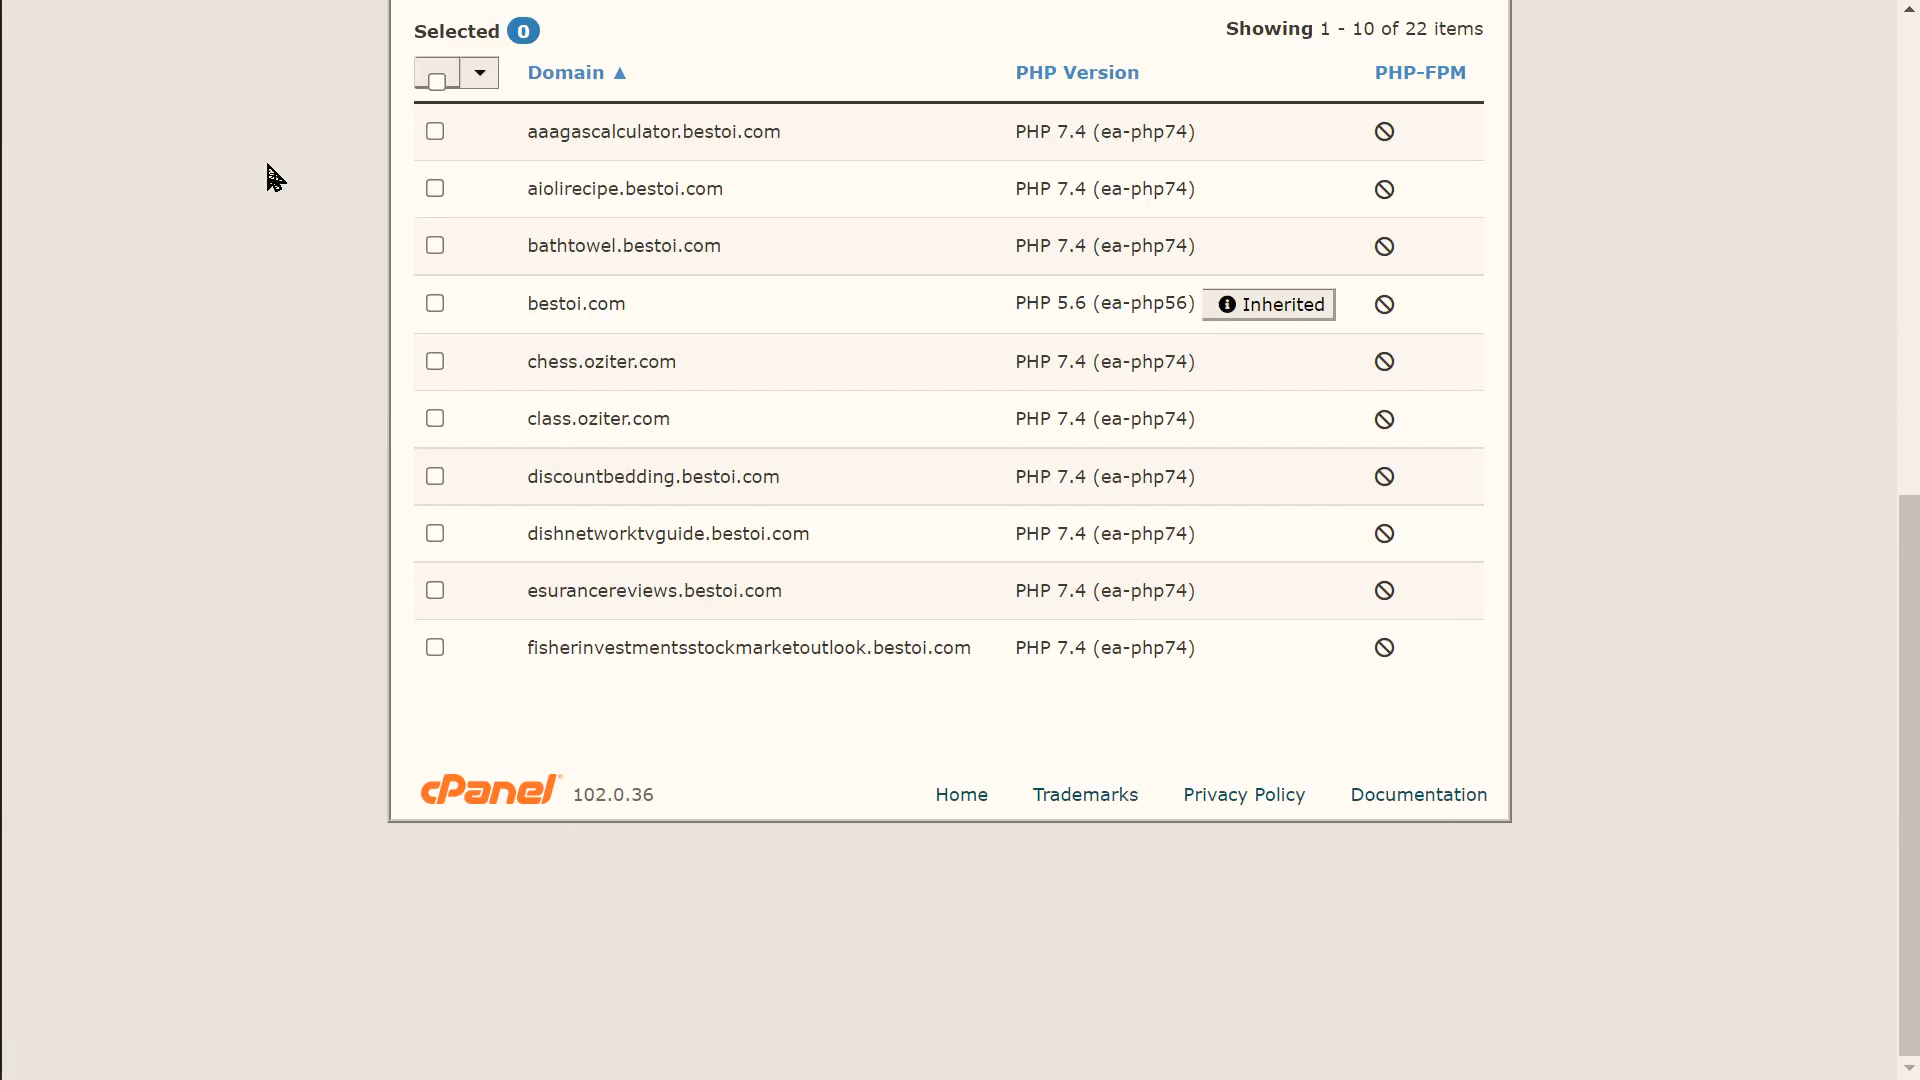 Selected 0 Showing 1 - 10 of 22 items
Domain ▲ PHP Version PHP-FPM
aaagascalculator.bestoi.com PHP 7.4 (ea-php74)
aiolirecipe.bestoi.com PHP 7.4 (ea-php74)
bathtowel.bestoi.com PHP 7.4 (ea-php74)
bestoi.com PHP 5.6 (ea-php56) Inherited
chess.oziter.com PHP 7.4 (ea-php74)
class.oziter.com PHP 7.4 (ea-php74)
discountbedding.bestoi.com PHP 7.4 (ea-php74)
dishnetworktvguide.bestoi.com PHP 7.4 (ea-php74)
esurancereviews.bestoi.com PHP 7.4 (ea-php74)
fisherinvestmentsstockmarketoutlook.bestoi.com PHP 7.4 (ea-php74)
cPanel 102.0.36 Home Trademarks Privacy Policy Documentation